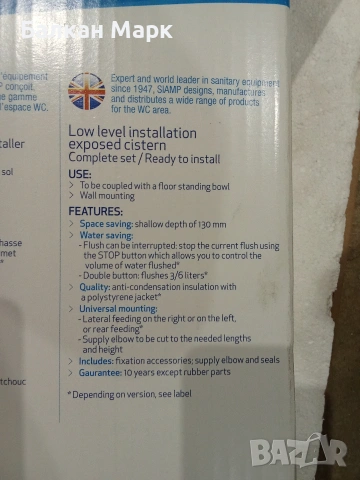 Балкан Марк
l'équipement
conçoit,
gamme
l'espace WC.
Expert and world leader in sanitary equipment
since 1947, SIAMP designs, manufactures
and distributes a wide range of products
for the WC area.
Low level installation
exposed cistern
Complete set / Ready to install
USE:
> To be coupled with a floor standing bowl
> Wall mounting
FEATURES:
> Space saving: shallow depth of 130 mm
> Water saving:
- Flush can be interrupted: stop the current flush using
the STOP button which allows you to control the
volume of water flushed*
- Double button: flushes 3/6 liters*
> Quality: anti-condensation insulation with
a polystyrene jacket*
> Universal mounting:
- Lateral feeding on the right or on the left,
or rear feeding*
- Supply elbow to be cut to the needed lengths
and height
> Includes: fixation accessories; supply elbow and seals
> Gaurantee: 10 years except rubber parts
*Depending on version, see label
taller
sol
hasse
met
tchouc
BAZAR